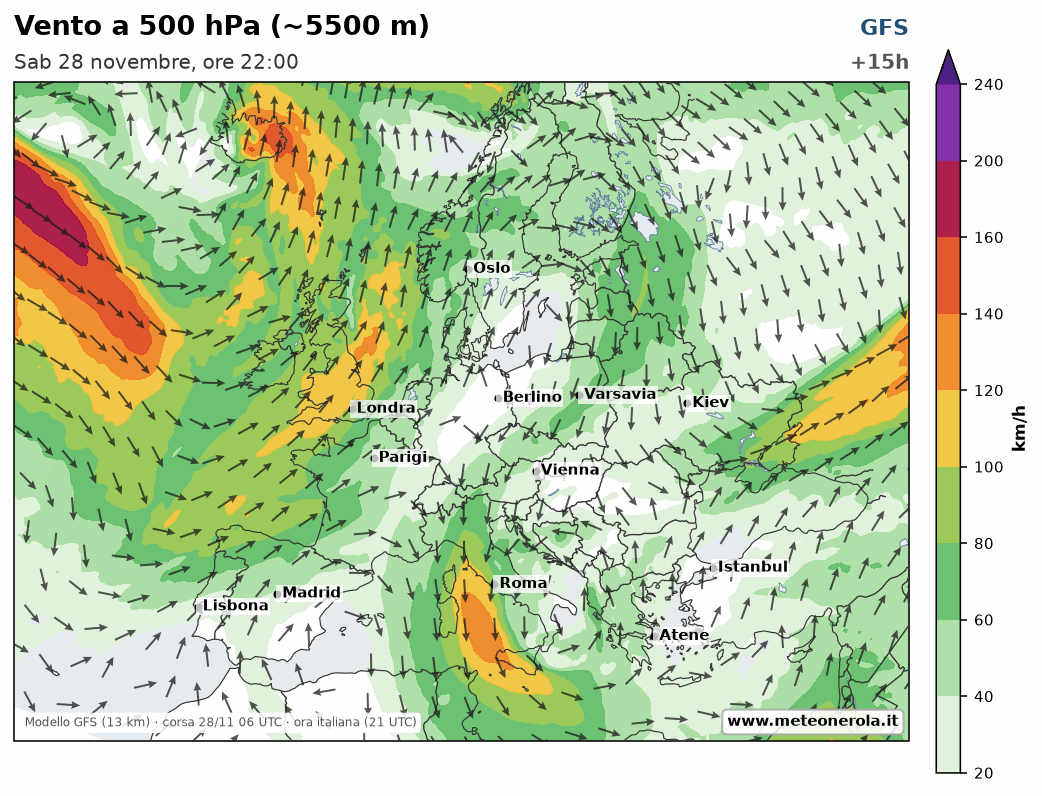 Vento a 500 hPa (~5500 m)
GFS
Sab 28 novembre, ore 22:00
+15h
240
200
160
140
120
100
80
60
40
20
km/h
Oslo
Londra
Berlino
Varsavia
Kiev
Parigi
Vienna
Istanbul
Roma
Madrid
Lisbona
Atene
Modello GFS (13 km) · corsa 28/11 06 UTC · ora italiana (21 UTC)
www.meteonerola.it